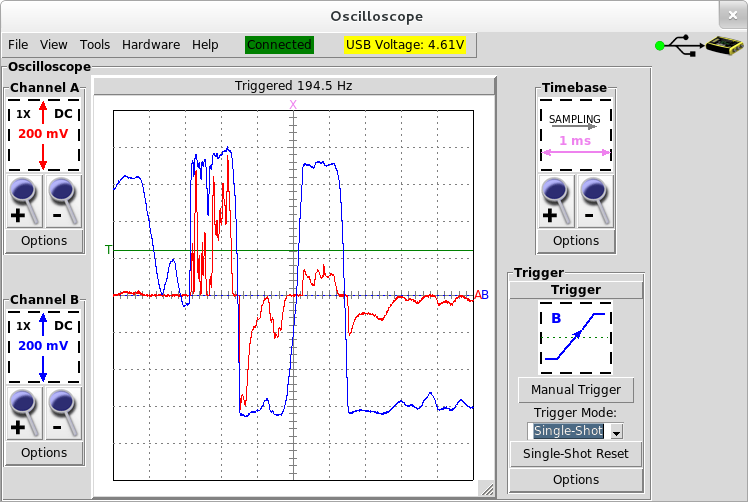 Oscilloscope
File View Tools Hardware Help Connected USB Voltage: 4.61V
Oscilloscope
Channel A
1X DC
200 mV
+ -
Options
Channel B
1X DC
200 mV
+ -
Options
Triggered 194.5 Hz
X
T
AB
Timebase
SAMPLING
1 ms
+ -
Options
Trigger
Trigger
B
Manual Trigger
Trigger Mode:
Single-Shot
Single-Shot Reset
Options